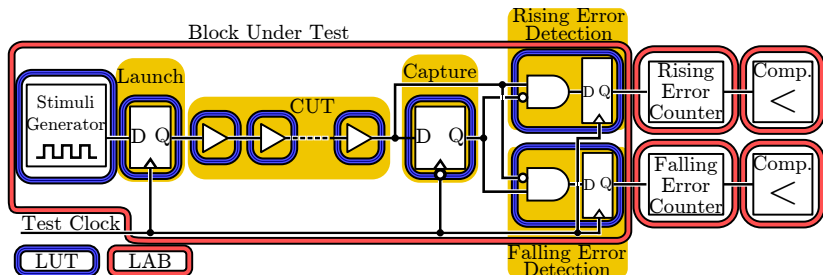 Block Under Test
Rising Error
Detection
Launch
CUT
Capture
Stimuli
Generator
D Q
D Q
D Q
Rising
Error
Counter
Comp.
<
D Q
Falling
Error
Counter
Comp.
<
Test Clock
Falling Error
Detection
LUT
LAB